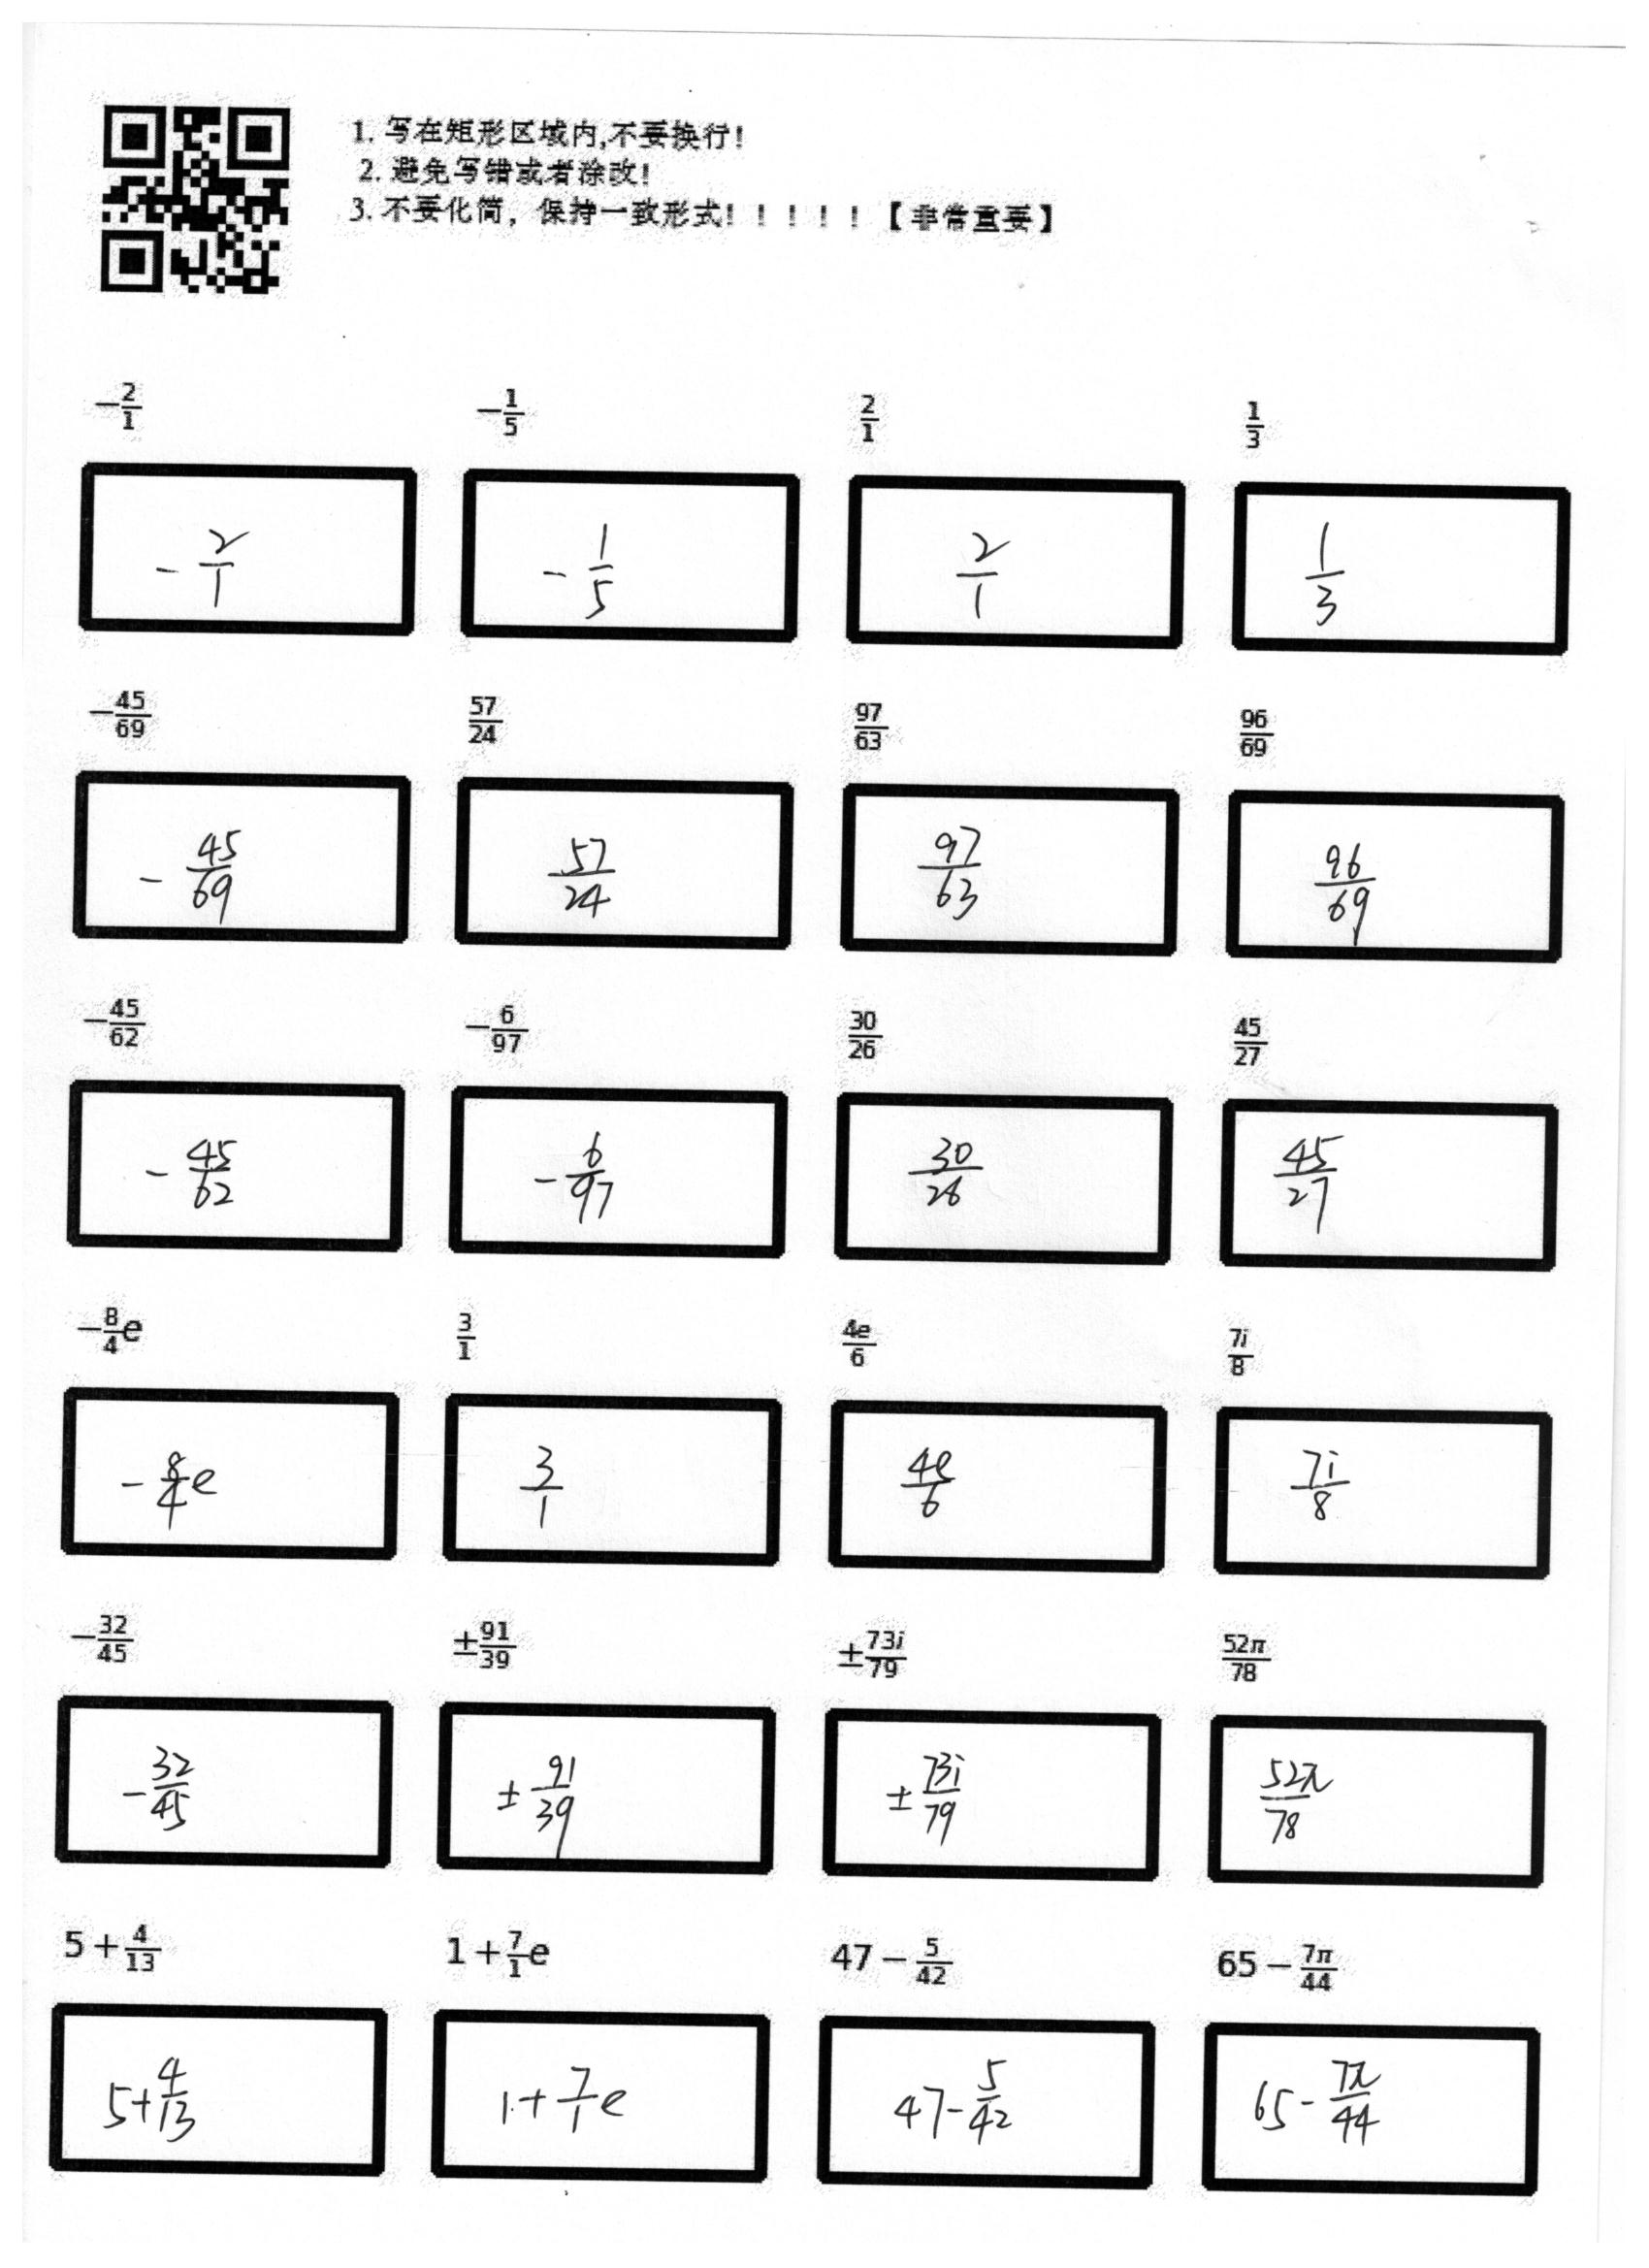 1. 写在矩形区域内,不要换行!
2. 避免写错或者涂改!
3. 不要化简，保持一致形式!！！！！【非常重要】
-2/1 -1/5 2/1 1/3
-2/1 -1/5 2/1 1/3
-45/69 57/24 97/63 96/69
-45/69 57/24 97/63 96/69
-45/62 -6/97 30/26 45/27
-45/62 -6/97 30/26 45/27
-8/4e 3/1 4e/6 7i/8
-8/4e 3/1 4e/6 7i/8
-32/45 ±91/39 ±73i/79 52π/78
-32/45 ±91/39 ±73i/79 52π/78
5+4/13 1+7/1e 47-5/42 65-7π/44
5+4/13 1+7/1e 47-5/42 65-7π/44